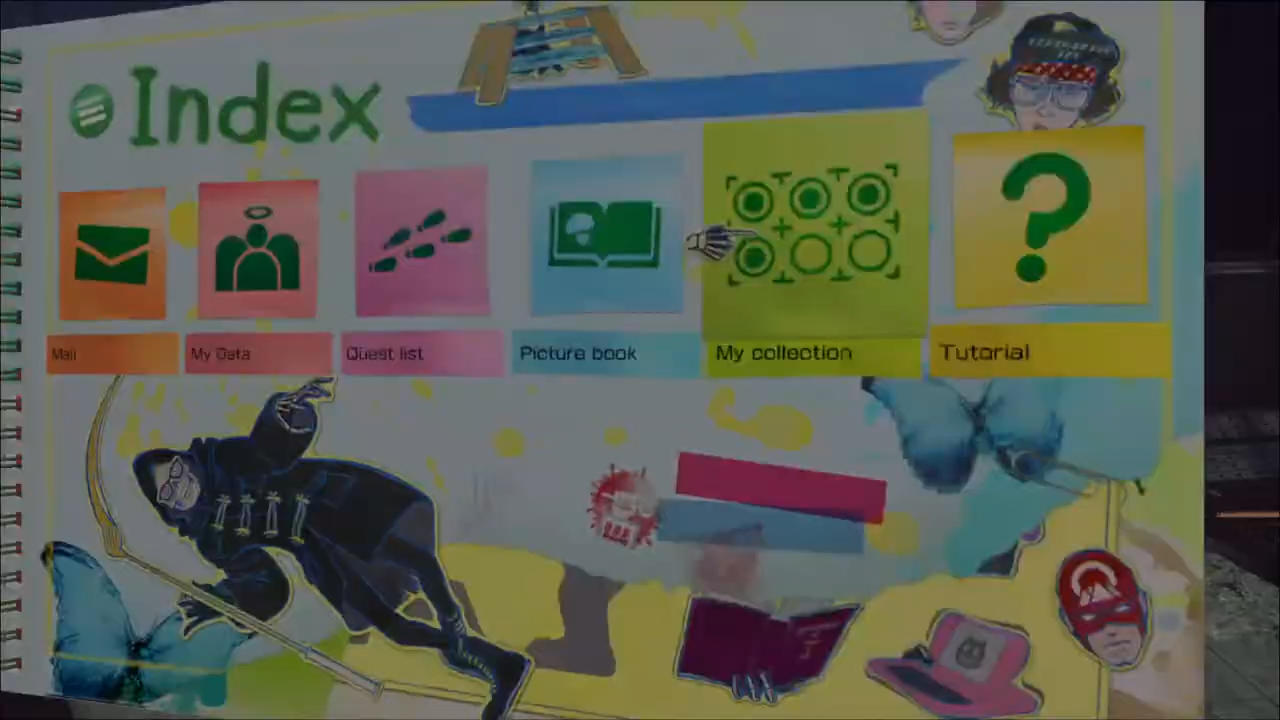 Index
Mail
My Data
Quest list
Picture book
My collection
Tutorial